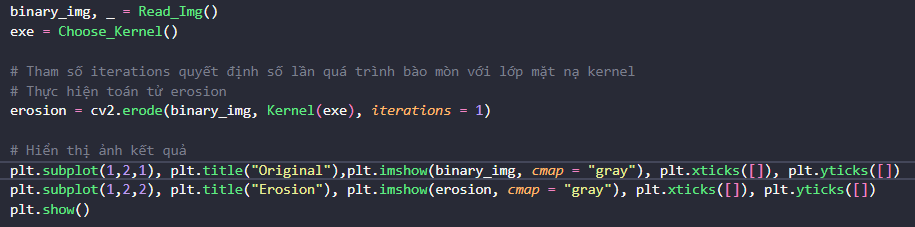 binary_img, _ = Read_Img()
exe = Choose_Kernel()
# Tham số iterations quyết định số lần quá trình bào mòn với lớp mặt nạ kernel
# Thực hiện toán tử erosion
erosion = cv2.erode(binary_img, Kernel(exe), iterations = 1)
# Hiển thị ảnh kết quả
plt.subplot(1,2,1), plt.title("Original"),plt.imshow(binary_img, cmap = "gray"), plt.xticks([]), plt.yticks([])
plt.subplot(1,2,2), plt.title("Erosion"), plt.imshow(erosion, cmap = "gray"), plt.xticks([]), plt.yticks([])
plt.show()